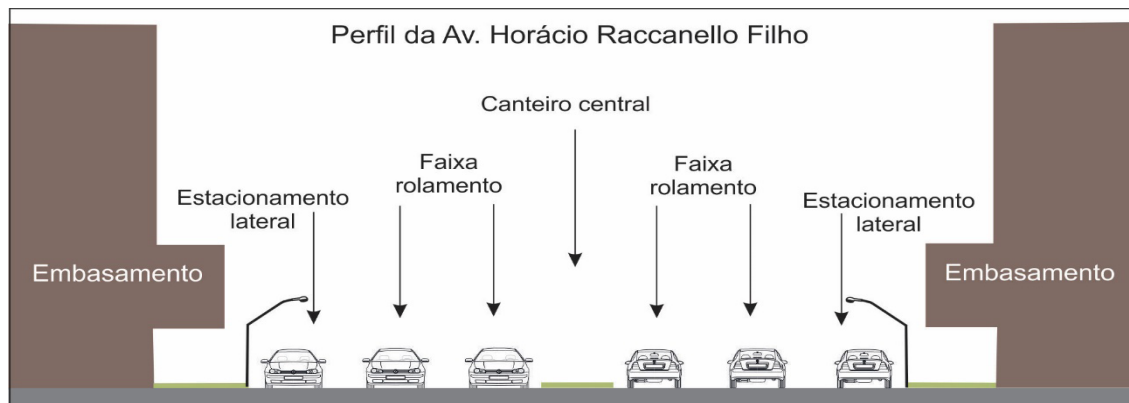 Perfil da Av. Horácio Raccanello Filho
Canteiro central
Faixa
rolamento
Faixa
rolamento
Estacionamento
lateral
Estacionamento
lateral
Embasamento
Embasamento